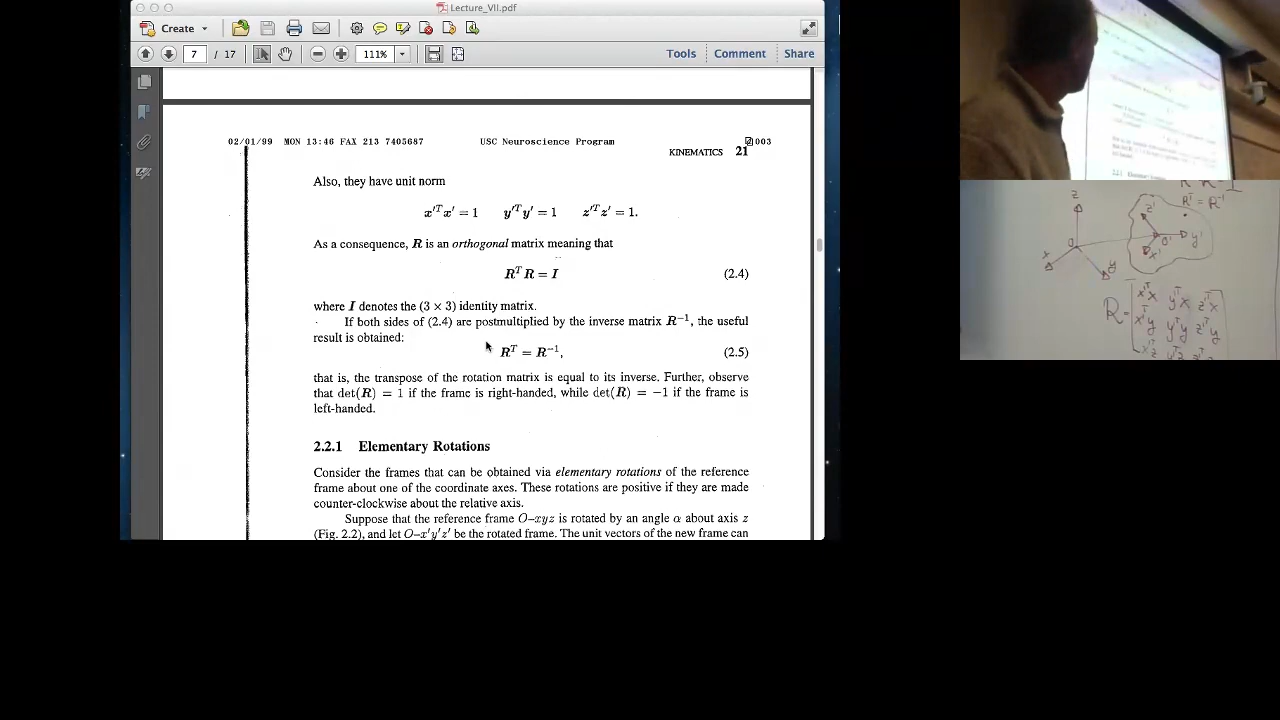 Lecture_VII.pdf
Create
7 / 17
111%
Tools Comment Share
02/01/99 MON 13:46 FAX 213 7405687 USC Neuroscience Program 003
KINEMATICS 21
Also, they have unit norm
x'ᵀx' = 1 y'ᵀy' = 1 z'ᵀz' = 1.
As a consequence, R is an orthogonal matrix meaning that
RᵀR = I (2.4)
where I denotes the (3 × 3) identity matrix.
If both sides of (2.4) are postmultiplied by the inverse matrix R⁻¹, the useful
result is obtained:
Rᵀ = R⁻¹, (2.5)
that is, the transpose of the rotation matrix is equal to its inverse. Further, observe
that det(R) = 1 if the frame is right-handed, while det(R) = −1 if the frame is
left-handed.
2.2.1 Elementary Rotations
Consider the frames that can be obtained via elementary rotations of the reference
frame about one of the coordinate axes. These rotations are positive if they are made
counter-clockwise about the relative axis.
Suppose that the reference frame O–xyz is rotated by an angle α about axis z
(Fig. 2.2), and let O–x'y'z' be the rotated frame. The unit vectors of the new frame can
Rᵀ = R⁻¹
z z'
O O' y'
x x'
y
R =
x'ᵀx y'ᵀx z'ᵀx
x'ᵀy y'ᵀy z'ᵀy